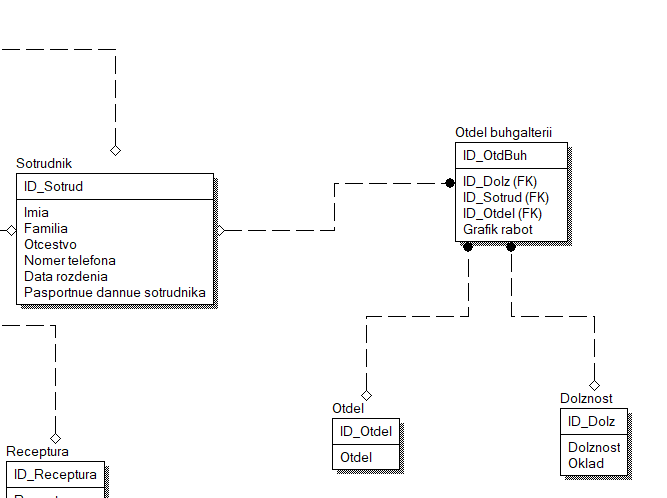 Sotrudnik
ID_Sotrud
Imia
Familia
Otcestvo
Nomer telefona
Data rozdenia
Pasportnue dannue sotrudnika
Otdel buhgalterii
ID_OtdBuh
ID_Dolz (FK)
ID_Sotrud (FK)
ID_Otdel (FK)
Grafik rabot
Otdel
ID_Otdel
Otdel
Dolznost
ID_Dolz
Dolznost
Oklad
Receptura
ID_Receptura